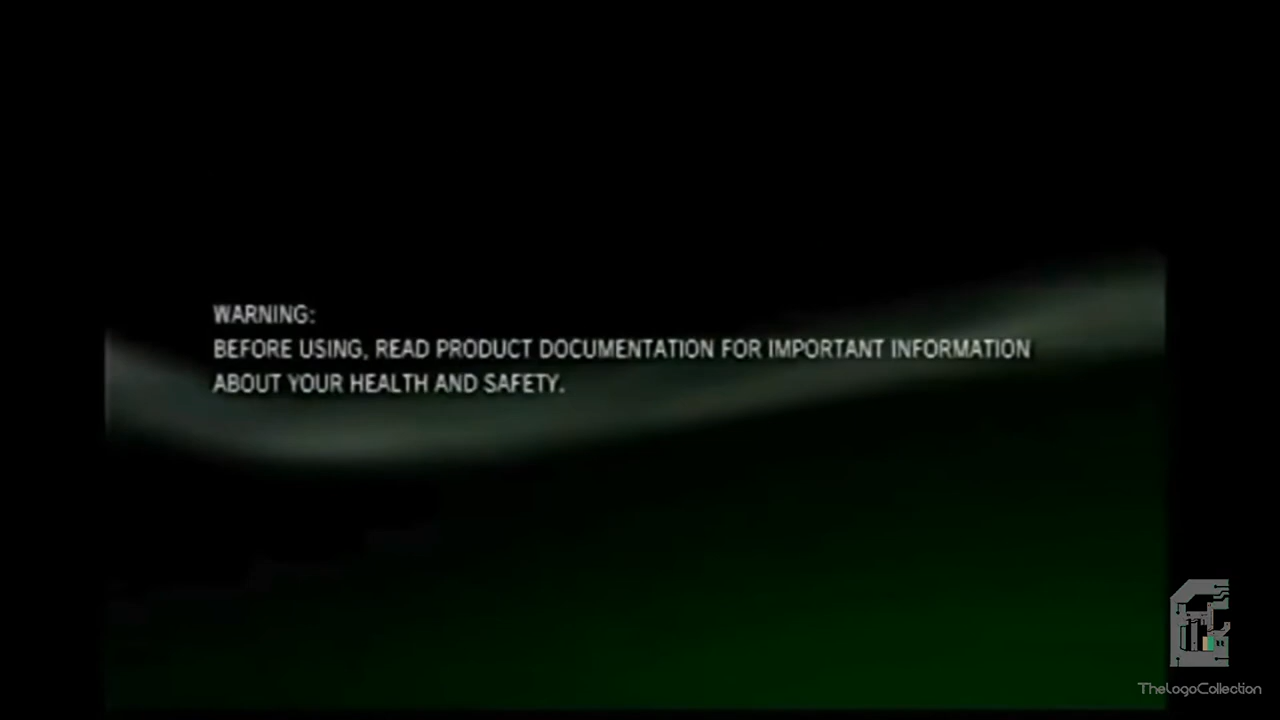 WARNING:
BEFORE USING, READ PRODUCT DOCUMENTATION FOR IMPORTANT INFORMATION
ABOUT YOUR HEALTH AND SAFETY.
TheLogoCollection